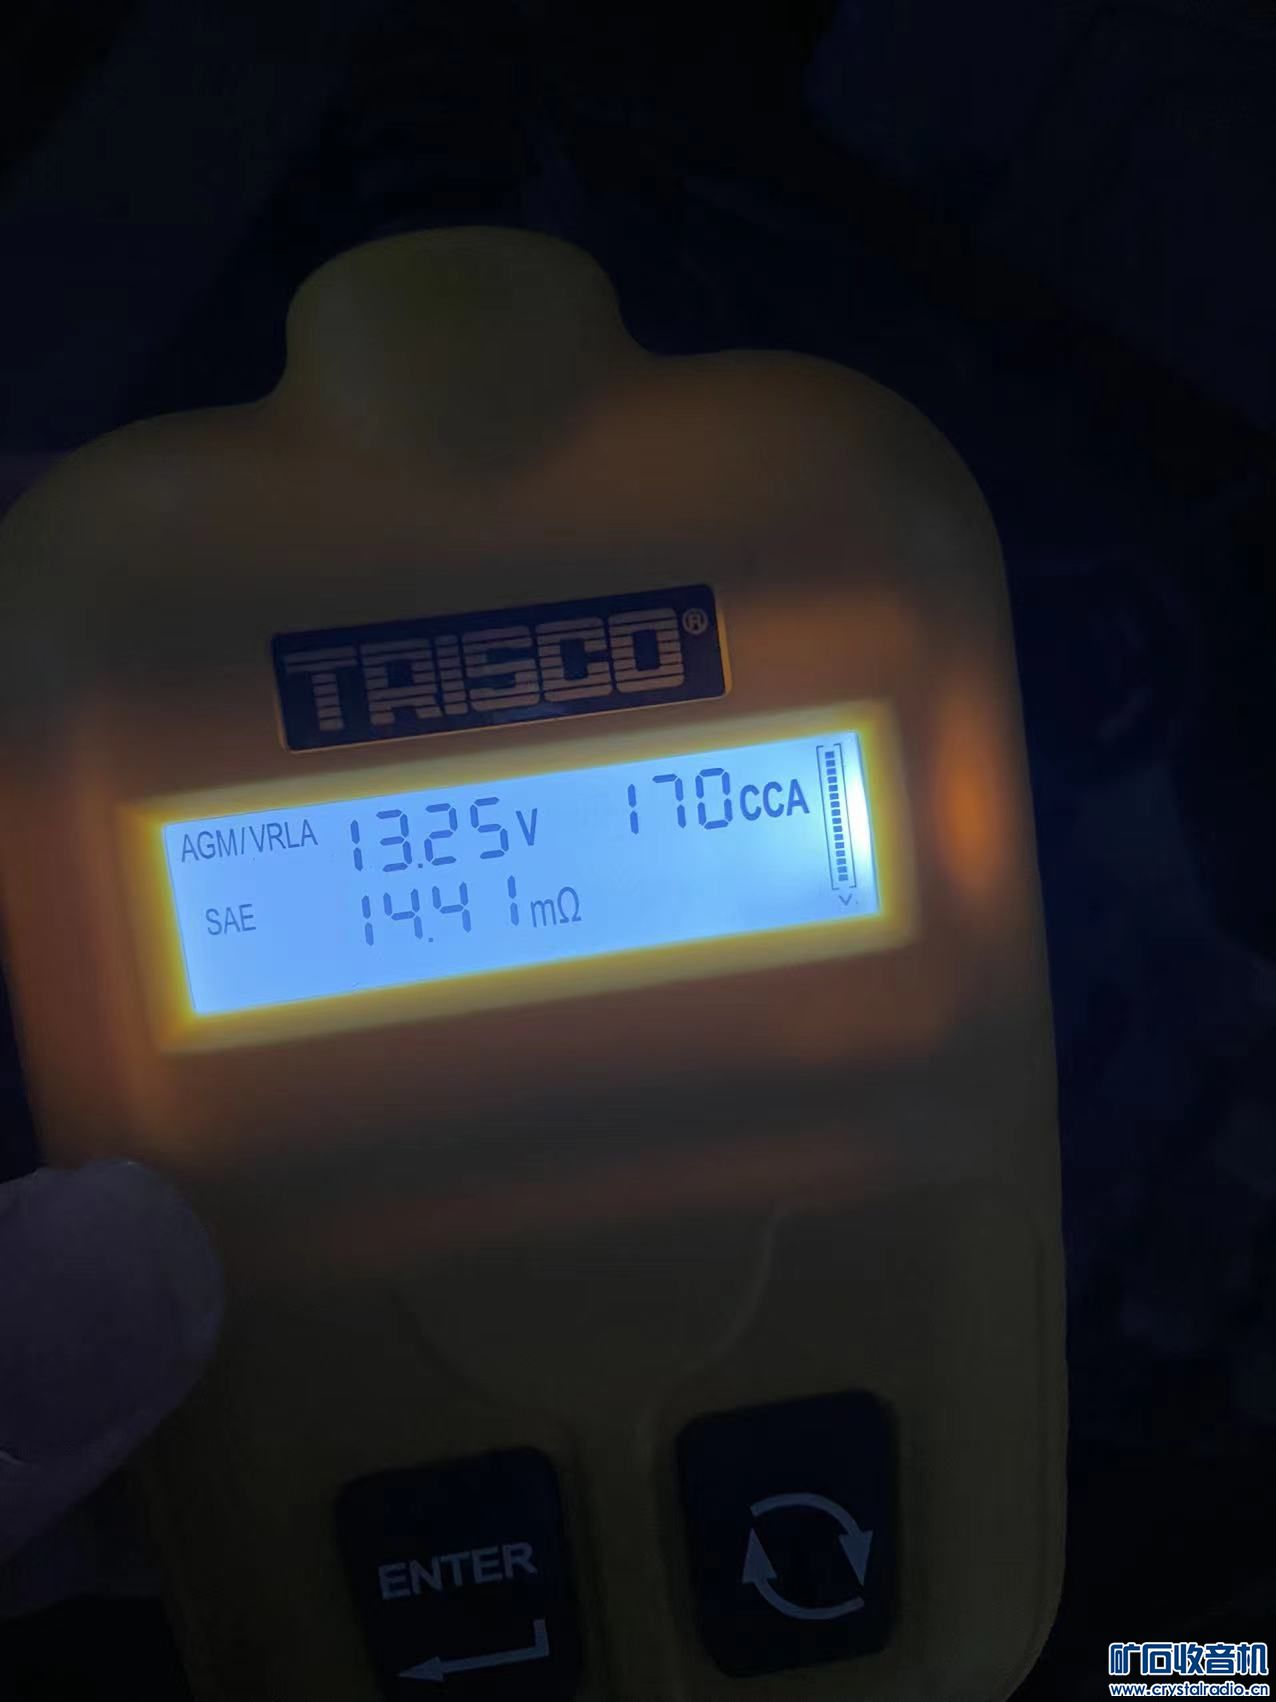 TRISCO®
AGM/VRLA 13.25V 170CCA
SAE 14.41mΩ
ENTER
矿石收音机
www.crystalradio.cn